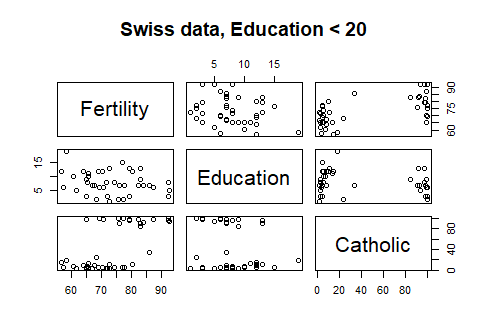 Swiss data, Education < 20
5 10 15
Fertility
60 75 90
5 15
Education
Catholic
0 40 80
60 70 80 90
0 20 40 60 80